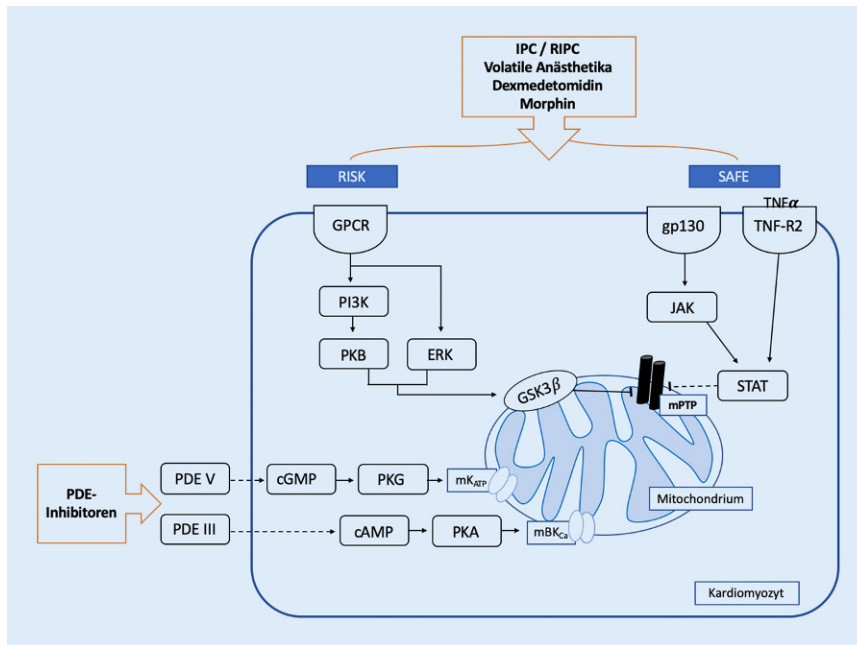 IPC / RIPC
Volatile Anästhetika
Dexmedetomidin
Morphin
RISK
SAFE
GPCR
gp130
TNFα
TNF-R2
PI3K
JAK
PKB
ERK
GSK3β
STAT
mPTP
PDE-
Inhibitoren
PDE V
cGMP
PKG
mKATP
Mitochondrium
PDE III
cAMP
PKA
mBKCa
Kardiomyozyt